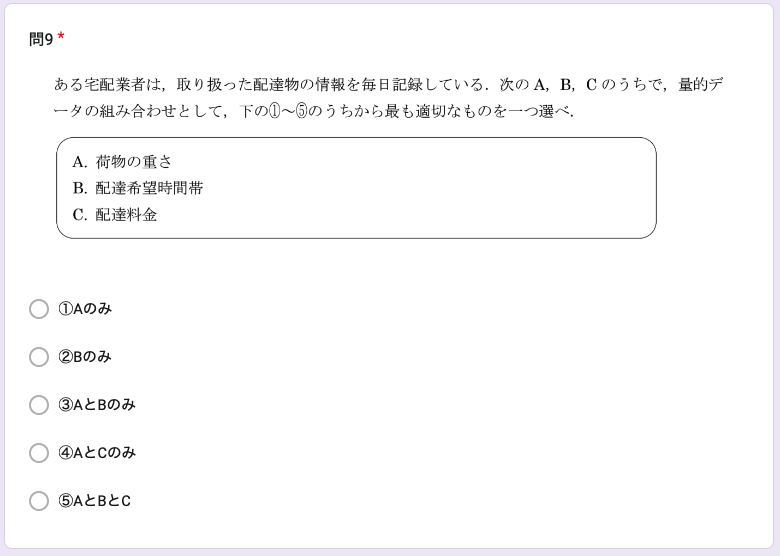 問9 *
ある宅配業者は，取り扱った配達物の情報を毎日記録している．次の A，B，C のうちで，量的デ
ータの組み合わせとして，下の①〜⑤のうちから最も適切なものを一つ選べ．
A. 荷物の重さ
B. 配達希望時間帯
C. 配達料金
①Aのみ
②Bのみ
③AとBのみ
④AとCのみ
⑤AとBとC